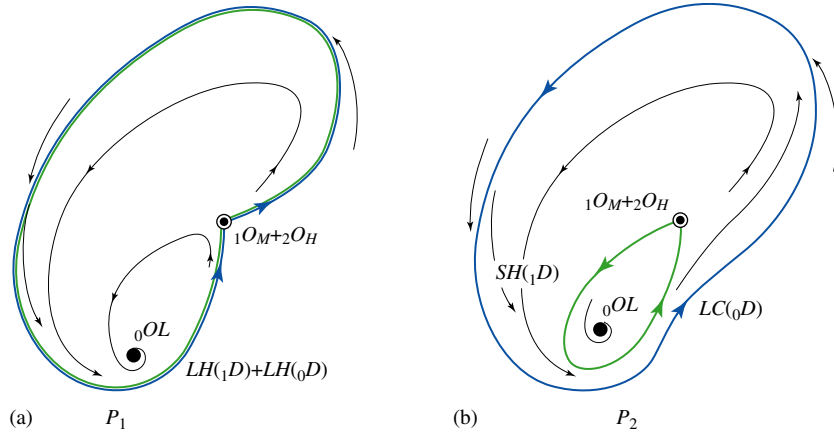 ₁O_M+₂O_H
₀OL
LH(₁D)+LH(₀D)
(a) P₁
₁O_M+₂O_H
SH(₁D)
₀OL
LC(₀D)
(b) P₂